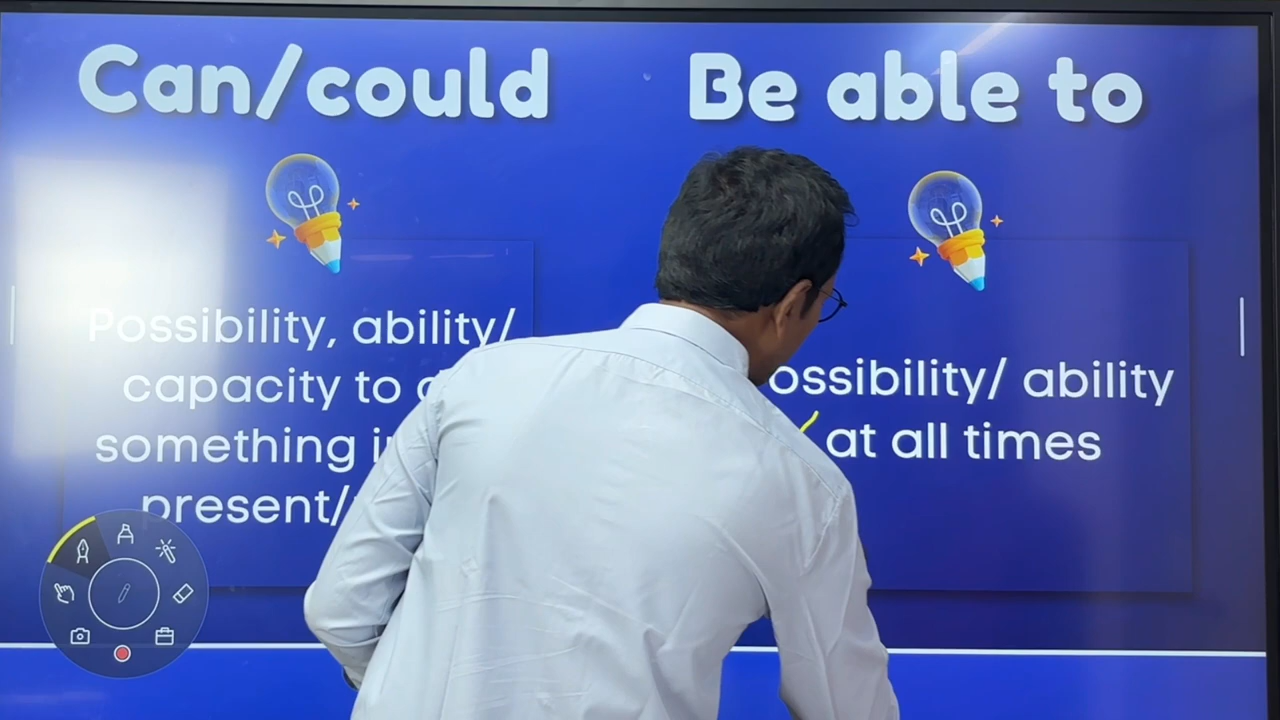 Can/could
Be able to
Possibility, ability/
capacity to
something
present/
ossibility/ ability
at all times